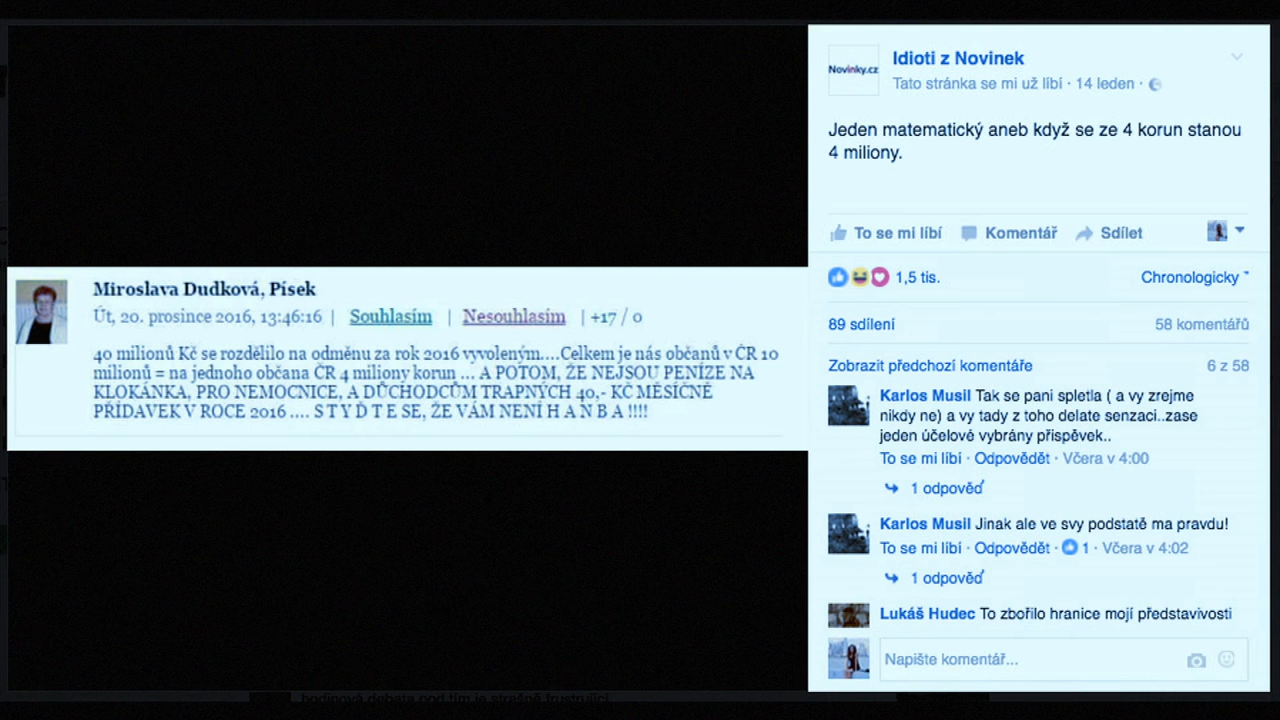 Miroslava Dudková, Písek
Út, 20. prosince 2016, 13:46:16 | Souhlasím | Nesouhlasím | +17 / 0
40 milionů Kč se rozdělilo na odměnu za rok 2016 vyvoleným....Celkem je nás občanů v ČR 10
milionů = na jednoho občana ČR 4 miliony korun ... A POTOM, ŽE NEJSOU PENÍZE NA
KLOKÁNKA, PRO NEMOCNICE, A DŮCHODCŮM TRAPNÝCH 40,- KČ MĚSÍČNĚ
PŘÍDAVEK V ROCE 2016 .... S T Y Ď T E SE, ŽE VÁM NENÍ H A N B A !!!!
Novinky.cz
Idioti z Novinek
Tato stránka se mi už líbí · 14 leden ·
Jeden matematický aneb když se ze 4 korun stanou
4 miliony.
To se mi líbí Komentář Sdílet
1,5 tis. Chronologicky
89 sdílení 58 komentářů
Zobrazit předchozí komentáře 6 z 58
Karlos Musil Tak se pani spletla ( a vy zrejme
nikdy ne) a vy tady z toho delate senzaci..zase
jeden účelově vybrány přispěvek..
To se mi líbí · Odpovědět · Včera v 4:00
1 odpověď
Karlos Musil Jinak ale ve svy podstatě ma pravdu!
To se mi líbí · Odpovědět · 1 · Včera v 4:02
1 odpověď
Lukáš Hudec To zbořilo hranice mojí představivosti
Napište komentář...
hodinová debata nad tím je strašně frustrující